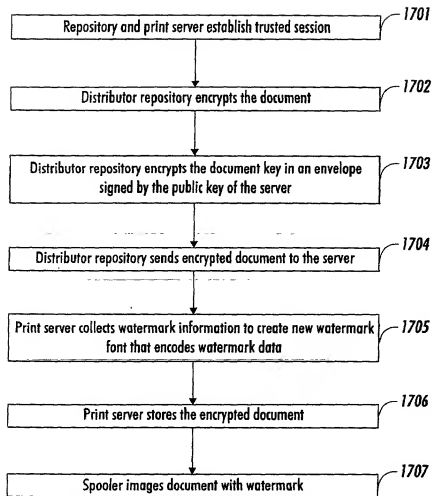 1701
Repository and print server establish trusted session
1702
Distributor repository encrypts the document
1703
Distributor repository encrypts the document key in an envelope
signed by the public key of the server
1704
Distributor repository sends encrypted document to the server
1705
Print server collects watermark information to create new watermark
font that encodes watermark data
1706
Print server stores the encrypted document
1707
Spooler images document with watermark